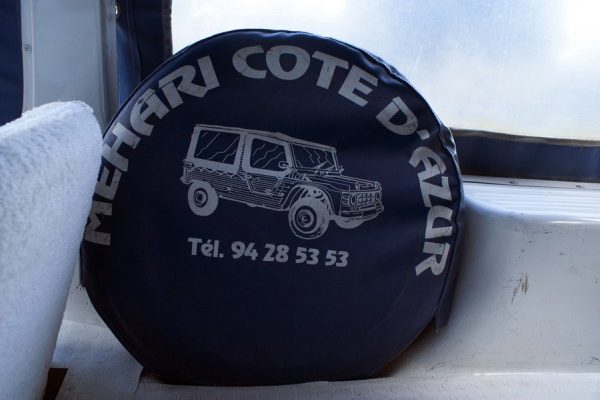 MEHARI COTE D'AZUR
Tél. 94 28 53 53